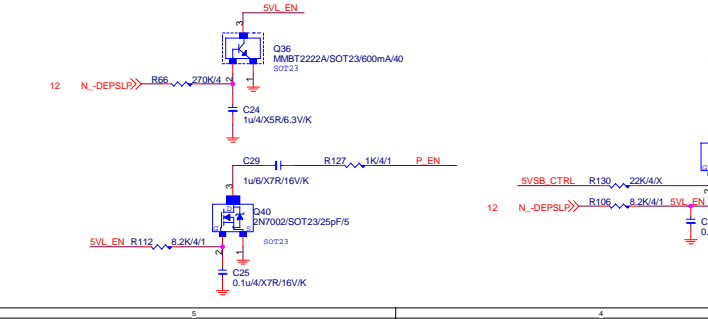 5VL_EN
3
Q36
MMBT2222A/SOT23/600mA/40
SOT23
12 N_-DEPSLP R66 270K/4 2 1
C24
1u/4/X5R/6.3V/K
C29 R127 1K/4/1 P_EN
1u/6/X7R/16V/K
3
D
Q40
2N7002/SOT23/25pF/5
G S
SOT23
5VL_EN R112 8.2K/4/1 2 1
C25
0.1u/4/X7R/16V/K
G
5VSB_CTRL R130 22K/4/X 2
12 N_-DEPSLP R106 8.2K/4/1 5VL_EN
C
0.
5 4